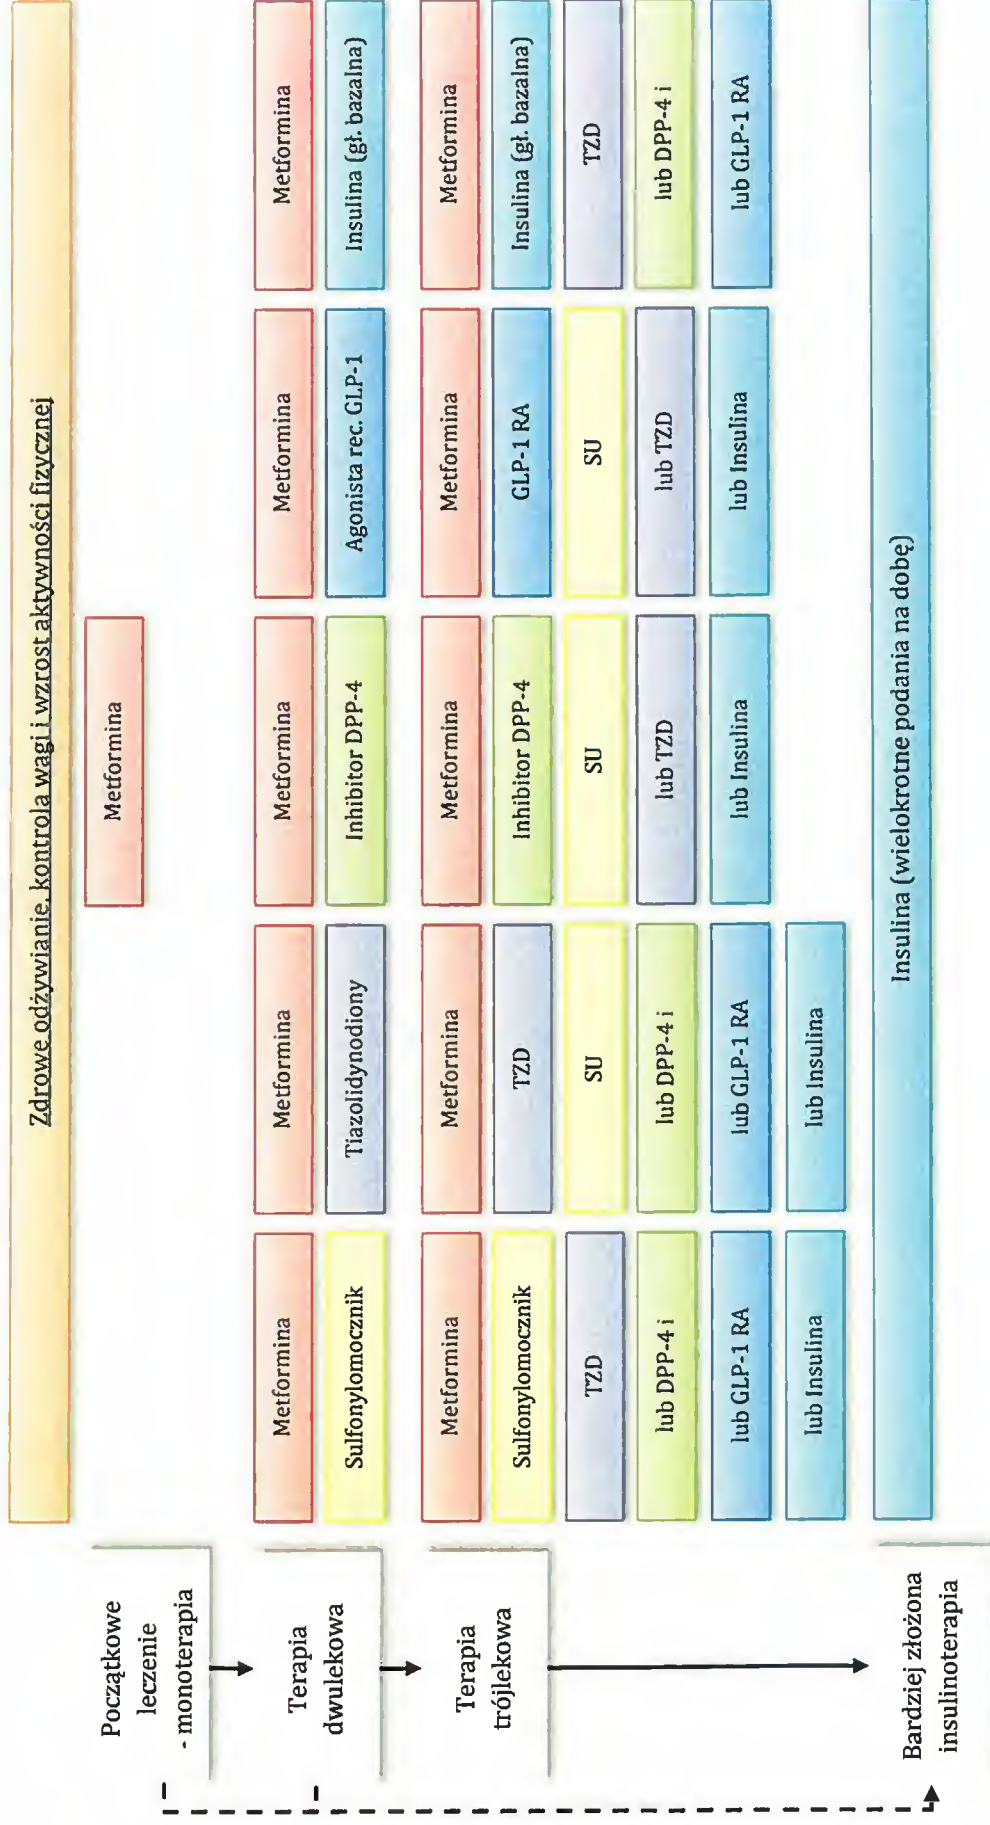 Zdrowe odżywianie, kontrola wagi i wzrost aktywności fizycznej
Początkowe
leczenie
- monoterapia
Metformina
Terapia
dwulekowa
Metformina
Metformina
Metformina
Metformina
Metformina
Sulfonylomocznik
Tiazolidynodiony
Inhibitor DPP-4
Agonista rec. GLP-1
Insulina (gł. bazalna)
Terapia
trójlekowa
Metformina
Metformina
Metformina
Metformina
Metformina
Sulfonylomocznik
TZD
Inhibitor DPP-4
GLP-1 RA
Insulina (gł. bazalna)
TZD
SU
SU
SU
TZD
lub DPP-4 i
lub DPP-4 i
lub TZD
lub TZD
lub DPP-4 i
lub GLP-1 RA
lub GLP-1 RA
lub Insulina
lub Insulina
lub GLP-1 RA
lub Insulina
lub Insulina
Bardziej złożona
insulinoterapia
Insulina (wielokrotne podania na dobę)